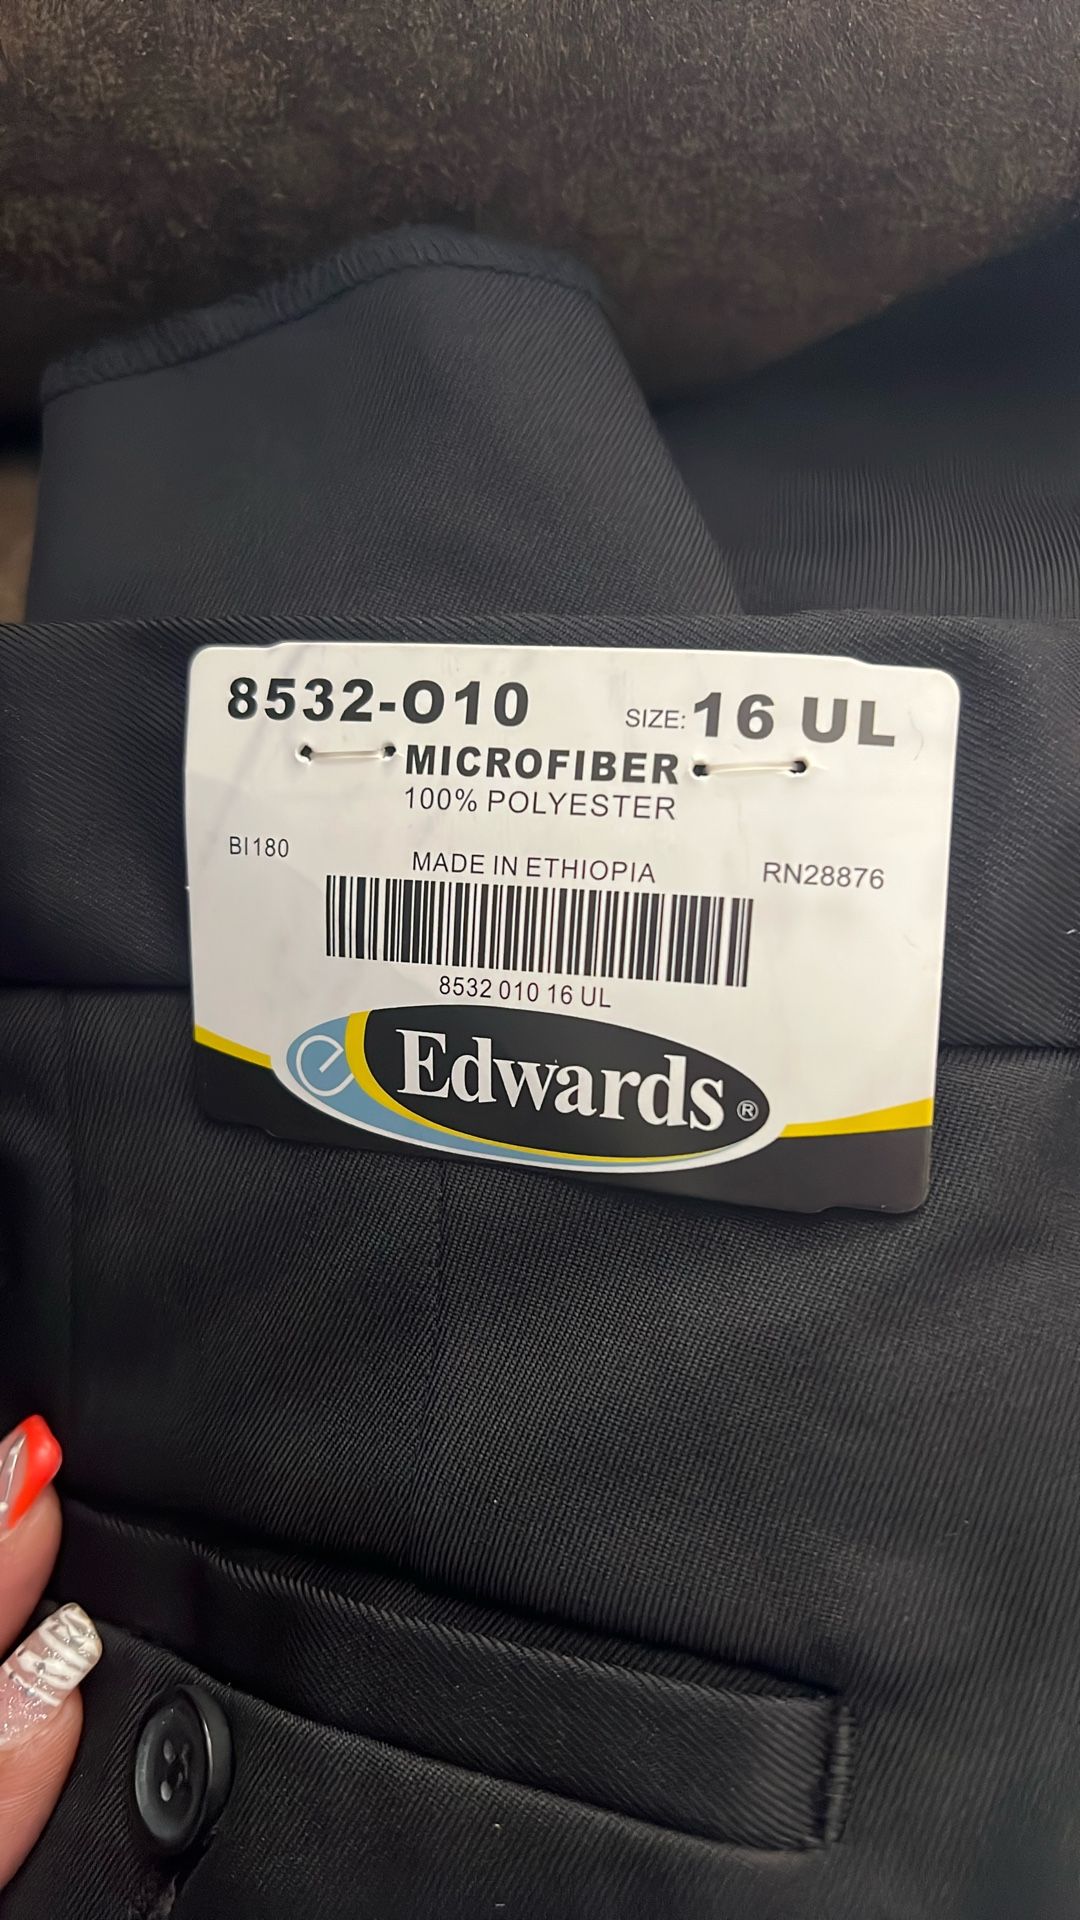 8532-O10 SIZE: 16 UL
MICROFIBER
100% POLYESTER
BI180 MADE IN ETHIOPIA RN28876
8532 010 16 UL
e Edwards®